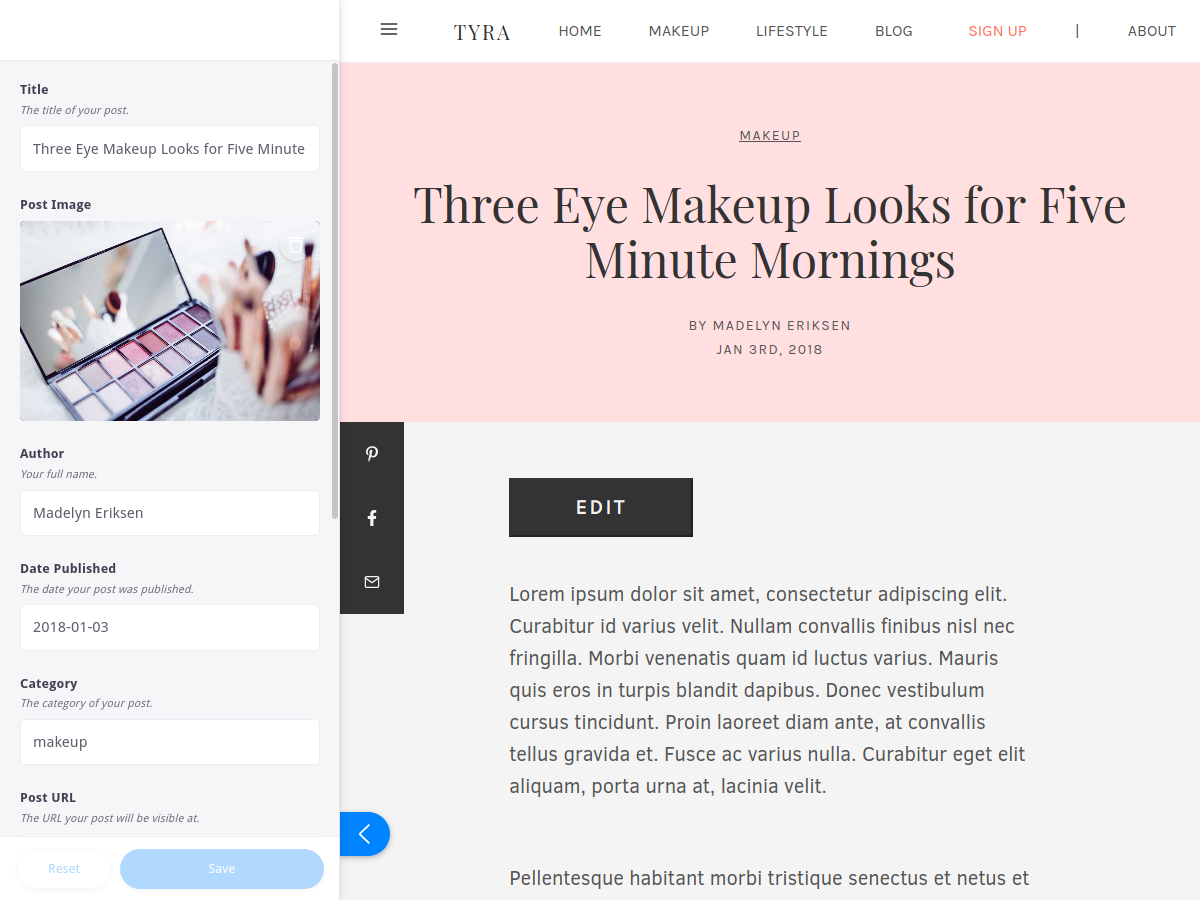 Title
The title of your post.
Three Eye Makeup Looks for Five Minute
Post Image
Author
Your full name.
Madelyn Eriksen
Date Published
The date your post was published.
2018-01-03
Category
The category of your post.
makeup
Post URL
The URL your post will be visible at.
Reset
Save
TYRA
HOME
MAKEUP
LIFESTYLE
BLOG
SIGN UP
|
ABOUT
MAKEUP
Three Eye Makeup Looks for Five
Minute Mornings
BY MADELYN ERIKSEN
JAN 3RD, 2018
EDIT
Lorem ipsum dolor sit amet, consectetur adipiscing elit.
Curabitur id varius velit. Nullam convallis finibus nisl nec
fringilla. Morbi venenatis quam id luctus varius. Mauris
quis eros in turpis blandit dapibus. Donec vestibulum
cursus tincidunt. Proin laoreet diam ante, at convallis
tellus gravida et. Fusce ac varius nulla. Curabitur eget elit
aliquam, porta urna at, lacinia velit.
Pellentesque habitant morbi tristique senectus et netus et